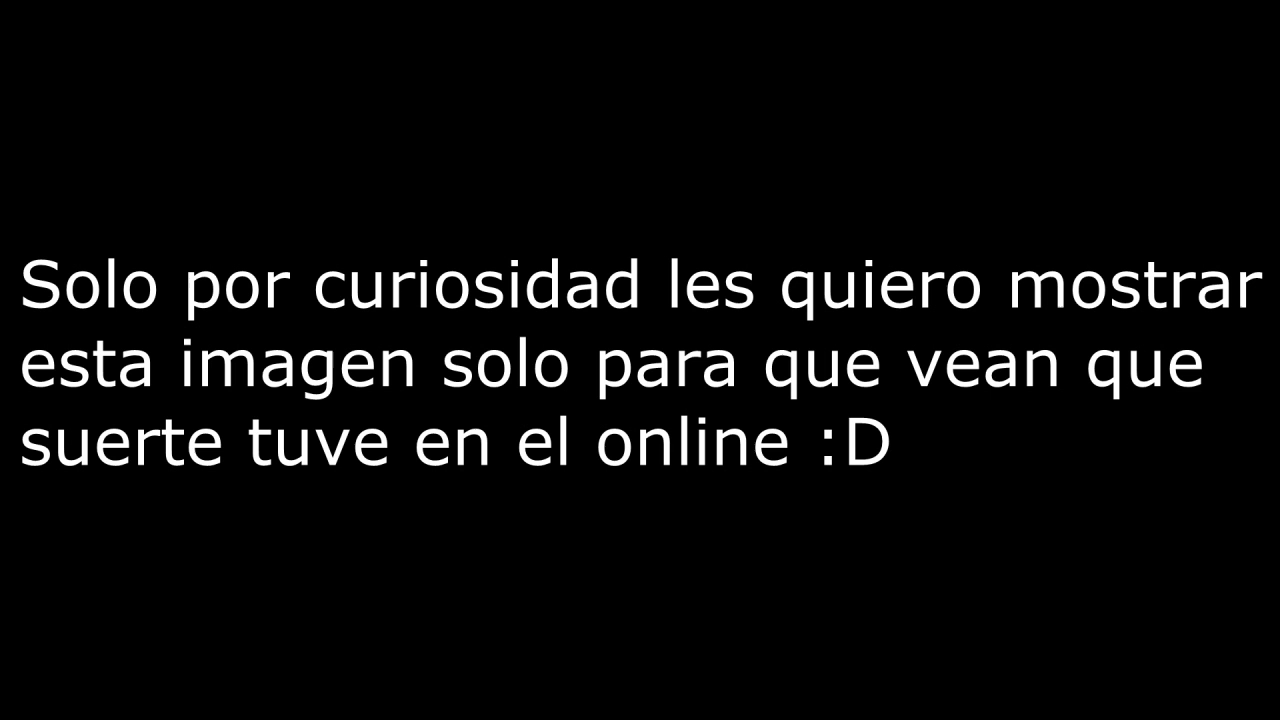 Solo por curiosidad les quiero mostrar
esta imagen solo para que vean que
suerte tuve en el online :D